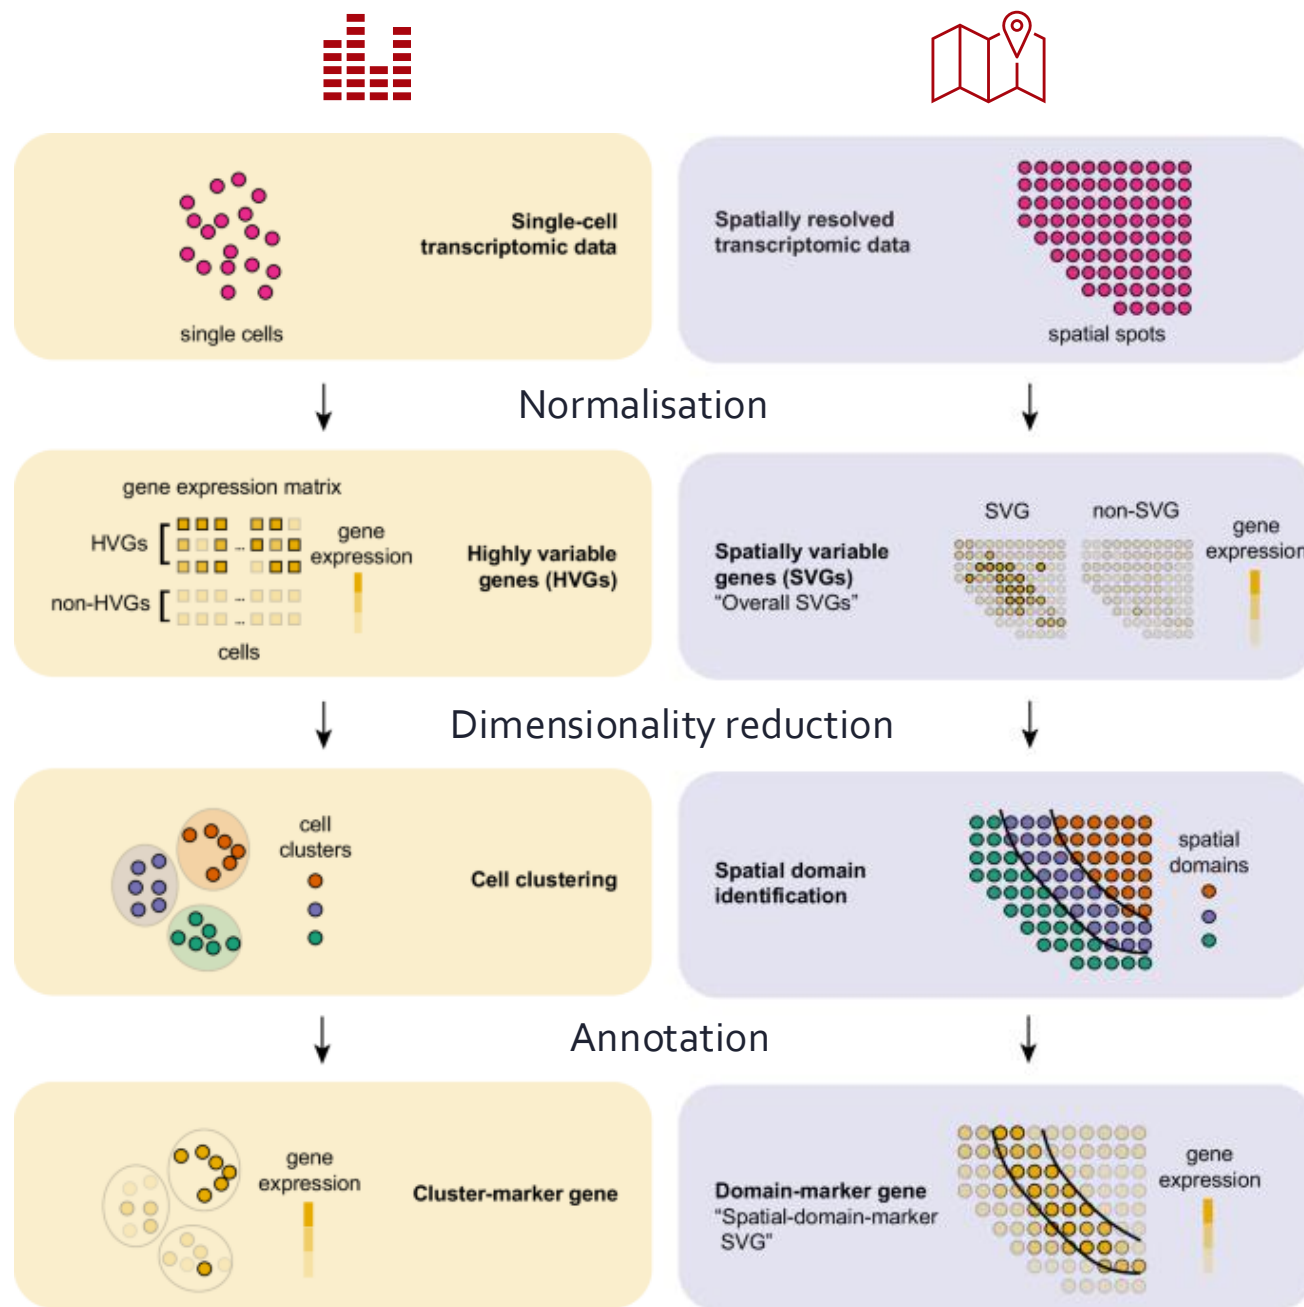 Single-cell
transcriptomic data
single cells
Spatially resolved
transcriptomic data
spatial spots
Normalisation
gene expression matrix
HVGs
...
...
non-HVGs
...
...
gene
expression
cells
Highly variable
genes (HVGs)
Spatially variable
genes (SVGs)
“Overall SVGs”
SVG
non-SVG
gene
expression
Dimensionality reduction
cell
clusters
Cell clustering
Spatial domain
identification
spatial
domains
Annotation
gene
expression
Cluster-marker gene
Domain-marker gene
“Spatial-domain-marker
SVG”
gene
expression